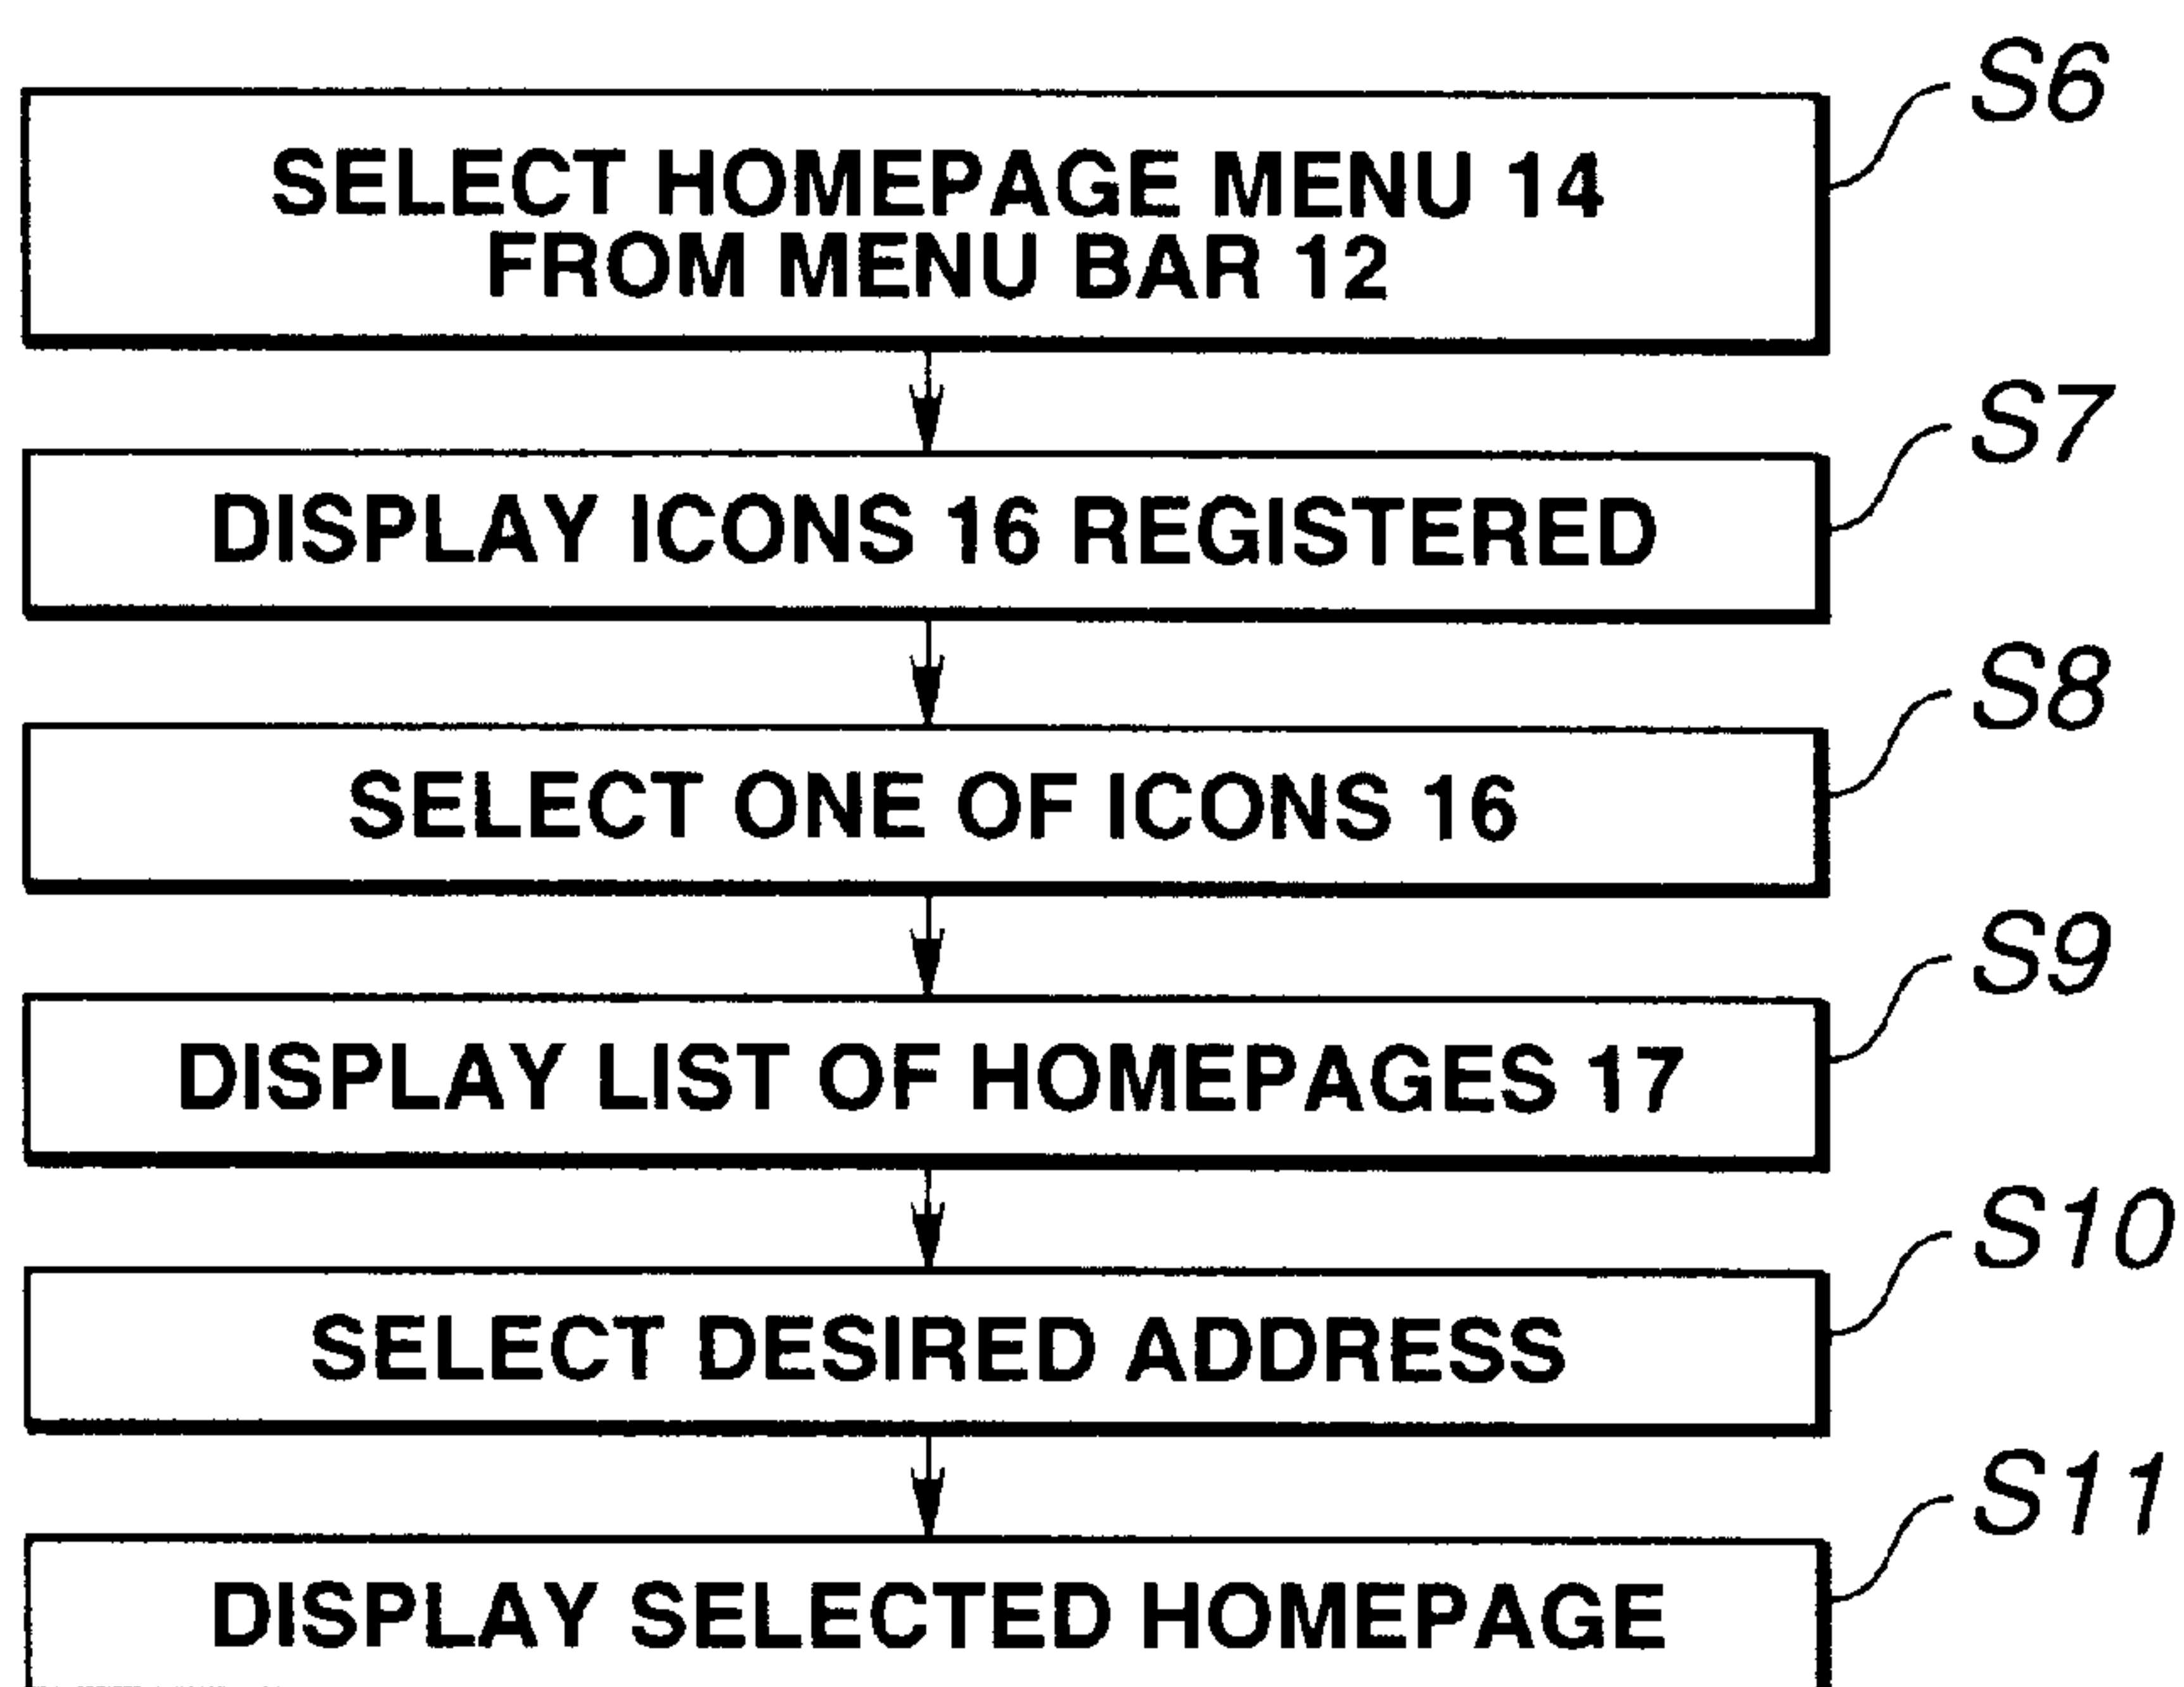 S6
SELECT HOMEPAGE MENU 14
FROM MENU BAR 12
S7
DISPLAY ICONS 16 REGISTERED
S8
SELECT ONE OF ICONS 16
S9
DISPLAY LIST OF HOMEPAGES 17
S10
SELECT DESIRED ADDRESS
S11
DISPLAY SELECTED HOMEPAGE